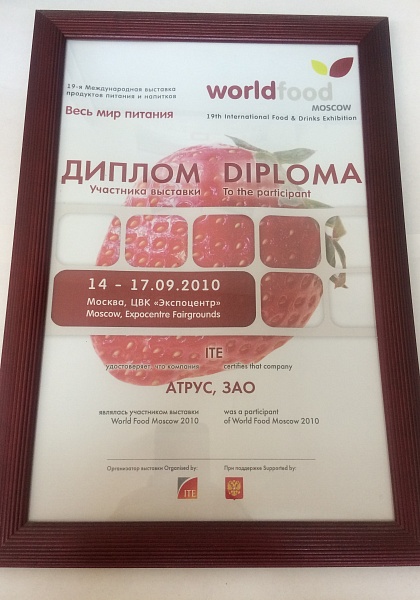 19-я Международная выставка
продуктов питания и напитков
Весь мир питания
worldfood
MOSCOW
19th International Food & Drinks Exhibition
ДИПЛОМ DIPLOMA
Участника выставки To the participant
14 - 17.09.2010
Москва, ЦВК «Экспоцентр»
Moscow, Expocentre Fairgrounds
ITE
удостоверяет, что компания certifies that company
АТРУС, ЗАО
являлась участником выставки was a participant
World Food Moscow 2010 of World Food Moscow 2010
Организатор выставки Organised by: При поддержке Supported by:
ITE